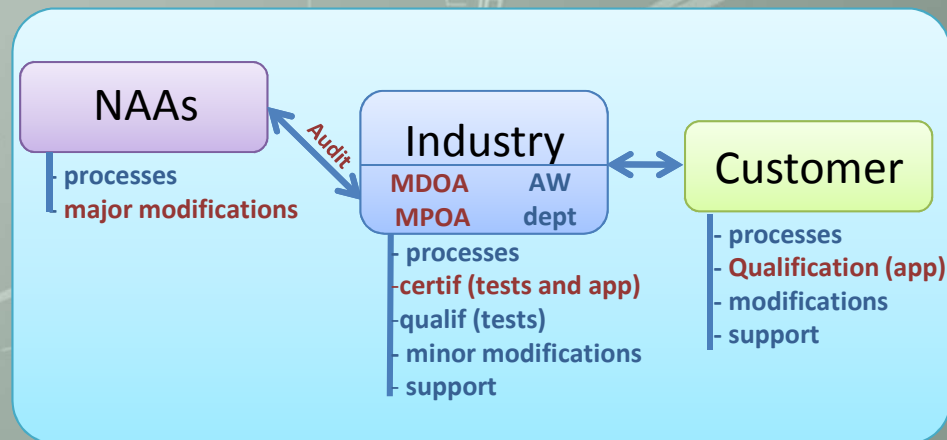 NAAs
- processes
- major modifications
Audit
Industry
MDOA AW
MPOA dept
- processes
-certif (tests and app)
-qualif (tests)
- minor modifications
- support
Customer
- processes
- Qualification (app)
- modifications
- support